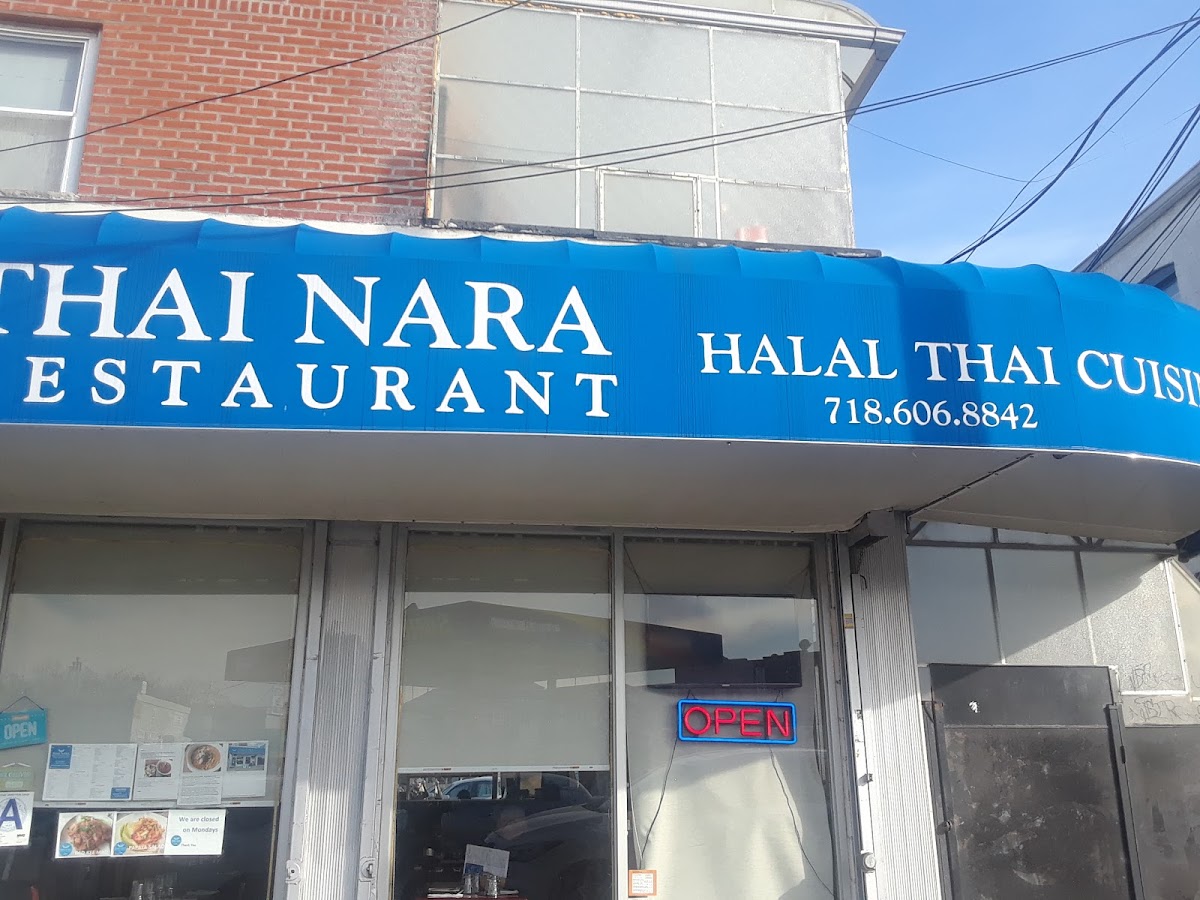 THAI NARA
ESTAURANT
HALAL THAI CUISI
718.606.8842
OPEN
OPEN
A
We are closed
on Mondays